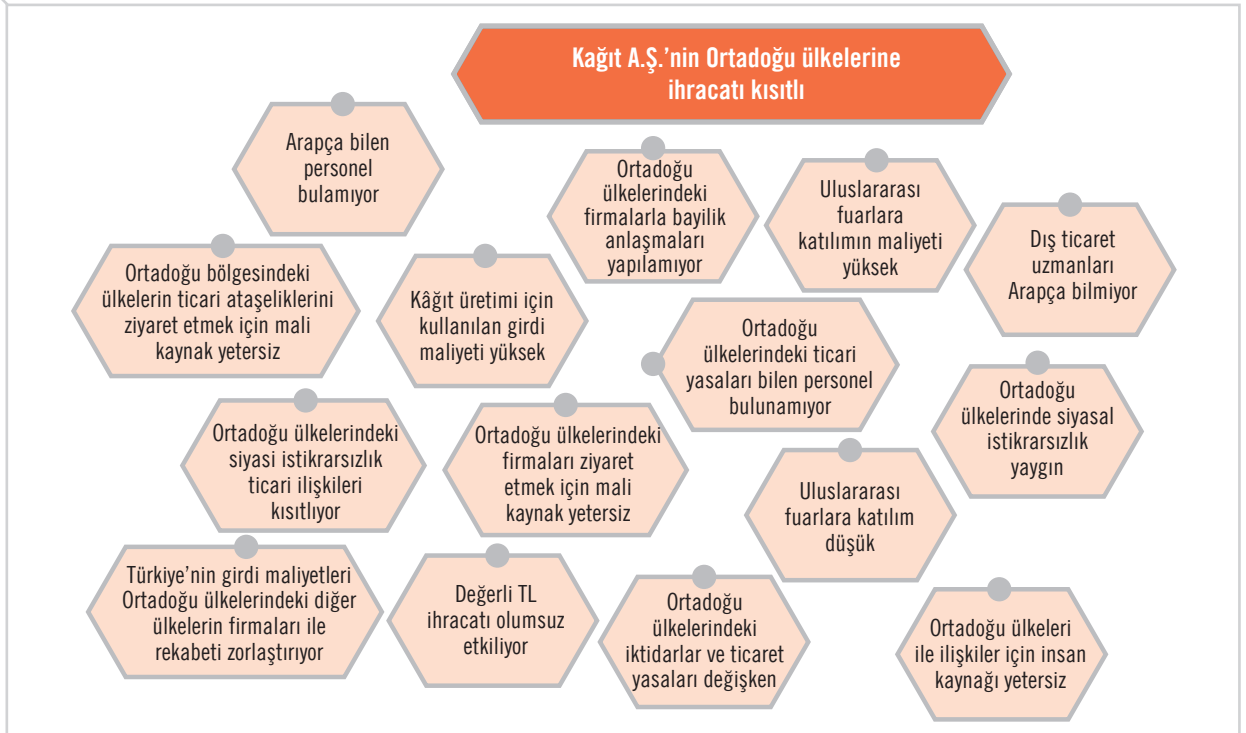 Kağıt A.Ş.’nin Ortadoğu ülkelerine
ihracatı kısıtlı
Arapça bilen
personel
bulamıyor
Ortadoğu
ülkelerindeki
firmalarla bayilik
anlaşmaları
yapılamıyor
Uluslararası
fuarlara
katılımın maliyeti
yüksek
Dış ticaret
uzmanları
Arapça bilmiyor
Ortadoğu bölgesindeki
ülkelerin ticari ataşeliklerini
ziyaret etmek için mali
kaynak yetersiz
Kâğıt üretimi için
kullanılan girdi
maliyeti yüksek
Ortadoğu
ülkelerindeki ticari
yasaları bilen personel
bulunamıyor
Ortadoğu
ülkelerinde siyasal
istikrarsızlık
yaygın
Ortadoğu ülkelerindeki
siyasi istikrarsızlık
ticari ilişkileri
kısıtlıyor
Ortadoğu ülkelerindeki
firmaları ziyaret
etmek için mali
kaynak yetersiz
Uluslararası
fuarlara katılım
düşük
Türkiye’nin girdi maliyetleri
Ortadoğu ülkelerindeki diğer
ülkelerin firmaları ile
rekabeti zorlaştırıyor
Değerli TL
ihracatı olumsuz
etkiliyor
Ortadoğu
ülkelerindeki
iktidarlar ve ticaret
yasaları değişken
Ortadoğu ülkeleri
ile ilişkiler için insan
kaynağı yetersiz